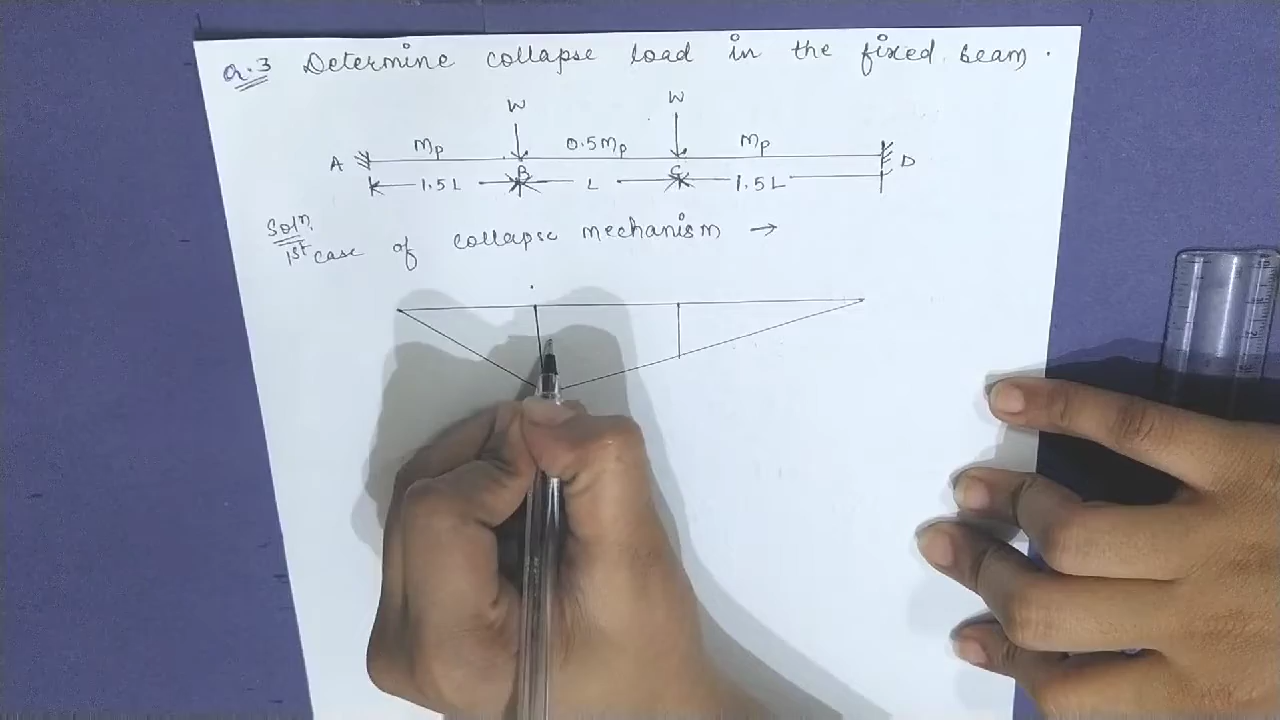 Q.3 Determine collapse load in the fixed beam.
W W
A Mp 0.5Mp Mp D
B C
1.5L L 1.5L
Soln.
1st case of collapse mechanism →